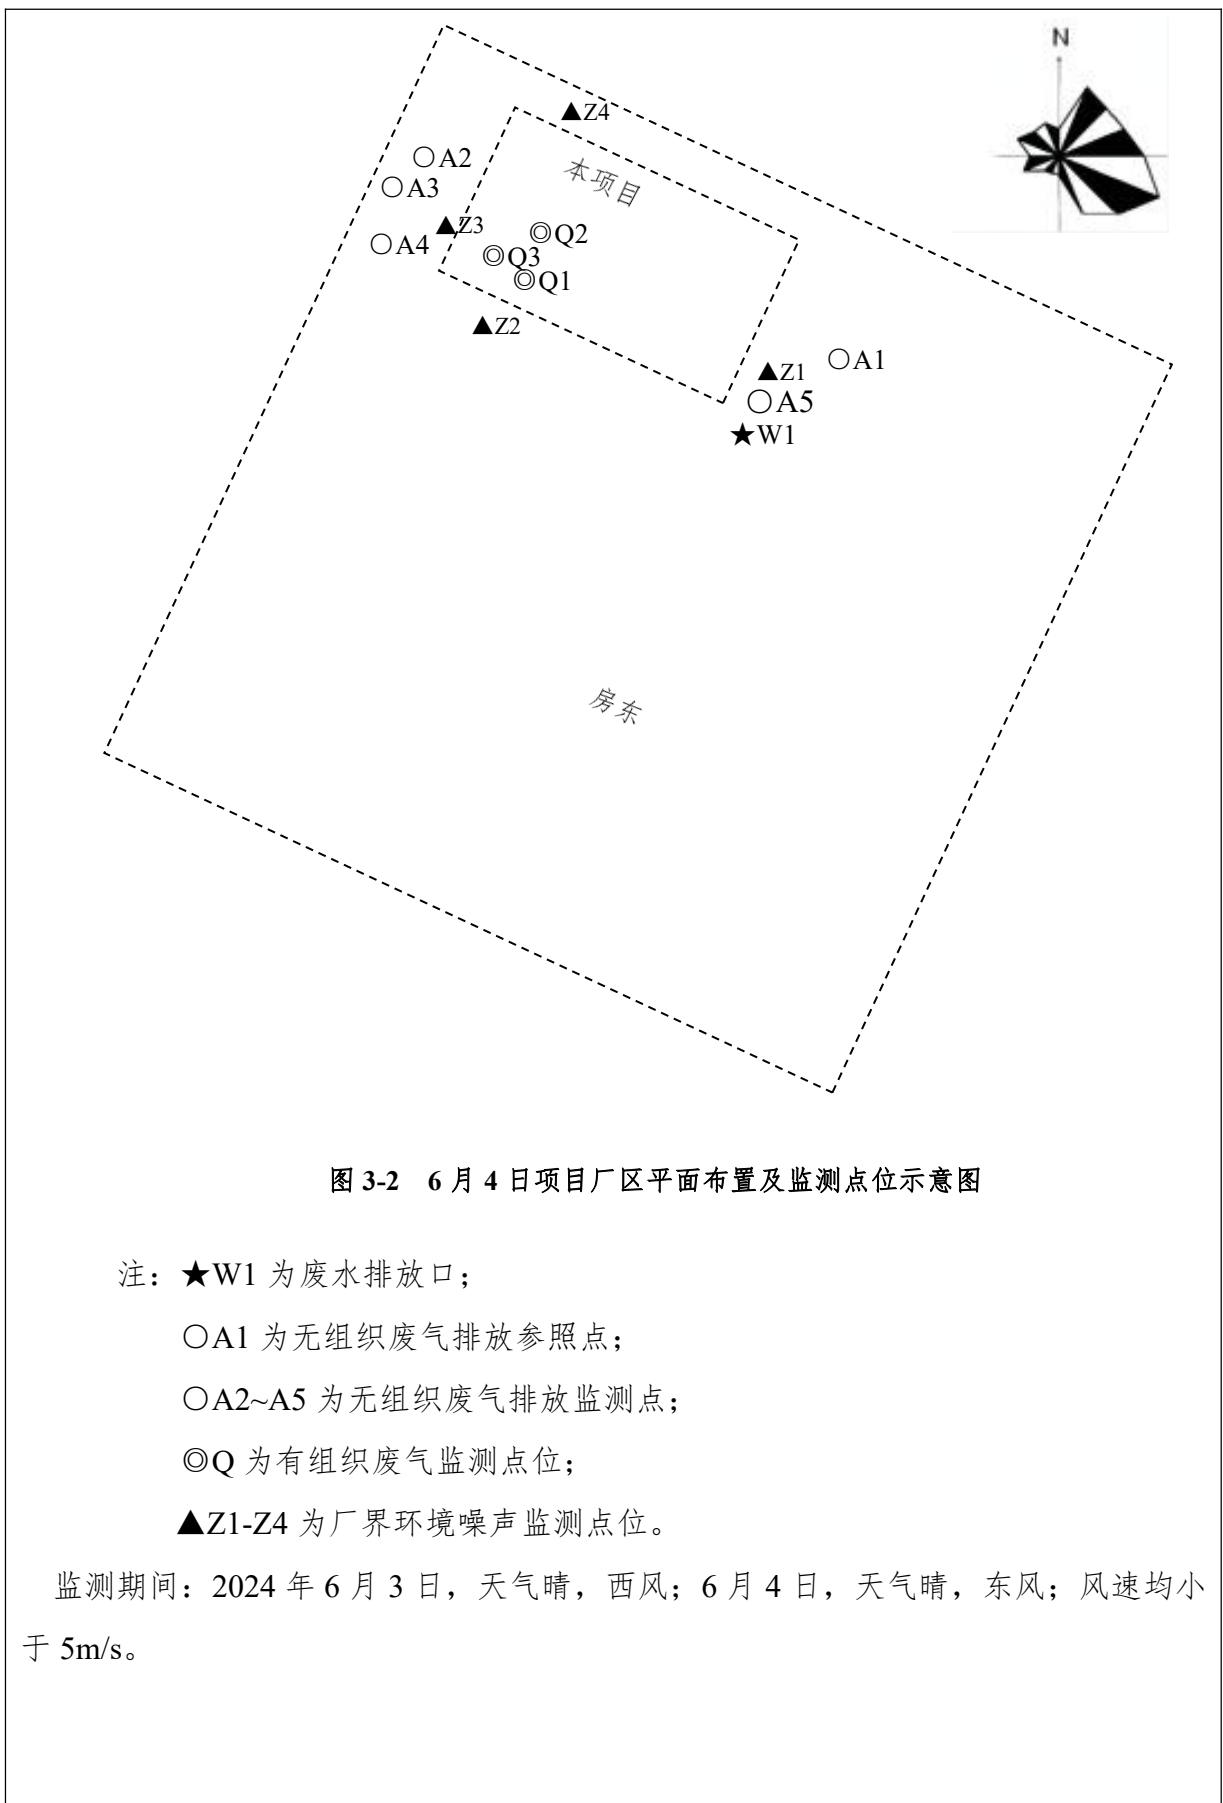 N
▲Z4
本项目
○A2
○A3
▲Z3
◎Q2
○A4
◎Q3
◎Q1
▲Z2
○A1
▲Z1
○A5
★W1
房东
图 3-2 6 月 4 日项目厂区平面布置及监测点位示意图
注：★W1 为废水排放口；
○A1 为无组织废气排放参照点；
○A2~A5 为无组织废气排放监测点；
◎Q 为有组织废气监测点位；
▲Z1-Z4 为厂界环境噪声监测点位。
监测期间：2024 年 6 月 3 日，天气晴，西风；6 月 4 日，天气晴，东风；风速均小
于 5m/s。